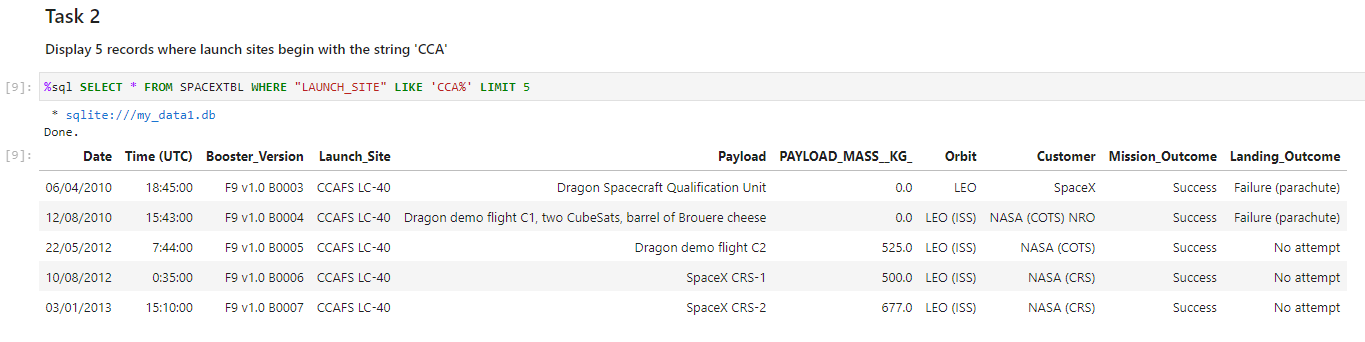 Task 2
Display 5 records where launch sites begin with the string 'CCA'
[9]: %sql SELECT * FROM SPACEXTBL WHERE "LAUNCH_SITE" LIKE 'CCA%' LIMIT 5
* sqlite:///my_data1.db
Done.
[9]: Date Time (UTC) Booster_Version Launch_Site Payload PAYLOAD_MASS__KG_ Orbit Customer Mission_Outcome Landing_Outcome
06/04/2010 18:45:00 F9 v1.0 B0003 CCAFS LC-40 Dragon Spacecraft Qualification Unit 0.0 LEO SpaceX Success Failure (parachute)
12/08/2010 15:43:00 F9 v1.0 B0004 CCAFS LC-40 Dragon demo flight C1, two CubeSats, barrel of Brouere cheese 0.0 LEO (ISS) NASA (COTS) NRO Success Failure (parachute)
22/05/2012 7:44:00 F9 v1.0 B0005 CCAFS LC-40 Dragon demo flight C2 525.0 LEO (ISS) NASA (COTS) Success No attempt
10/08/2012 0:35:00 F9 v1.0 B0006 CCAFS LC-40 SpaceX CRS-1 500.0 LEO (ISS) NASA (CRS) Success No attempt
03/01/2013 15:10:00 F9 v1.0 B0007 CCAFS LC-40 SpaceX CRS-2 677.0 LEO (ISS) NASA (CRS) Success No attempt